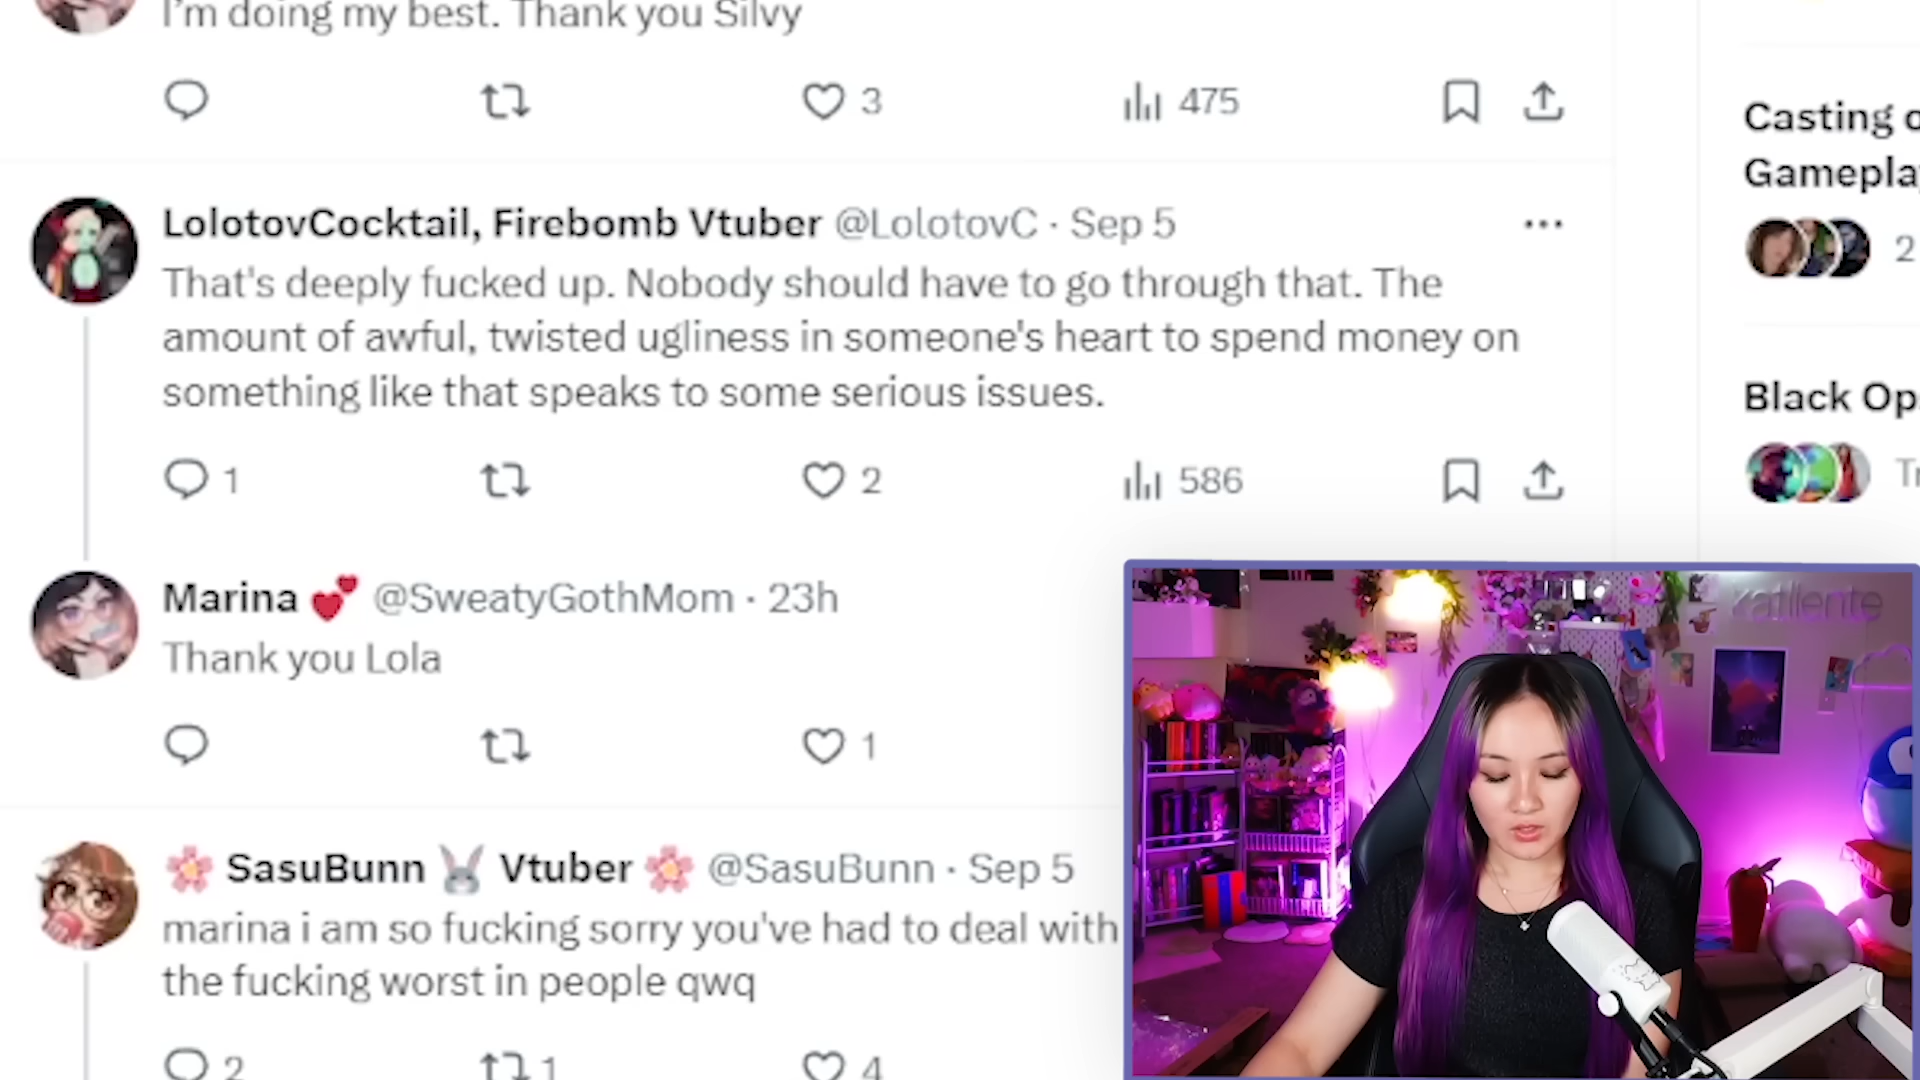 I'm doing my best. Thank you Silvy
3
475
LolotovCocktail, Firebomb Vtuber @LolotovC · Sep 5
That's deeply fucked up. Nobody should have to go through that. The
amount of awful, twisted ugliness in someone's heart to spend money on
something like that speaks to some serious issues.
1
2
586
Marina 💕 @SweatyGothMom · 23h
Thank you Lola
1
🌸 SasuBunn 🐰 Vtuber 🌸 @SasuBunn · Sep 5
marina i am so fucking sorry you've had to deal with
the fucking worst in people qwq
2
1
4
Casting o
Gamepla
2
Black Op
Tr
katliente